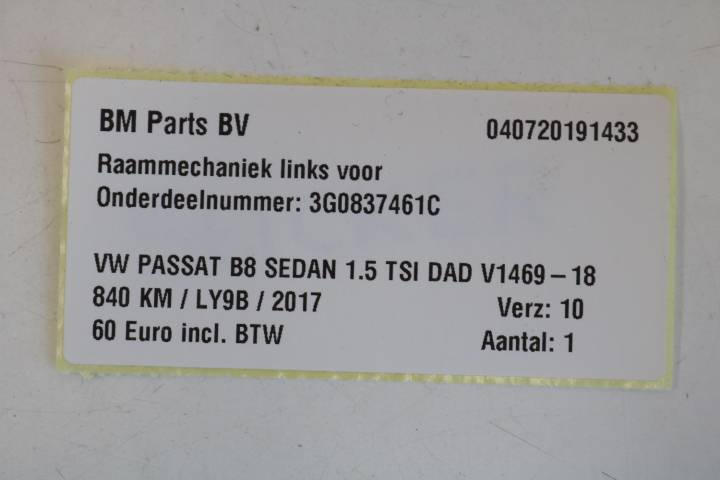 BM Parts BV 040720191433
Raammechaniek links voor
Onderdeelnummer: 3G0837461C
VW PASSAT B8 SEDAN 1.5 TSI DAD V1469-18
840 KM / LY9B / 2017 Verz: 10
60 Euro incl. BTW Aantal: 1